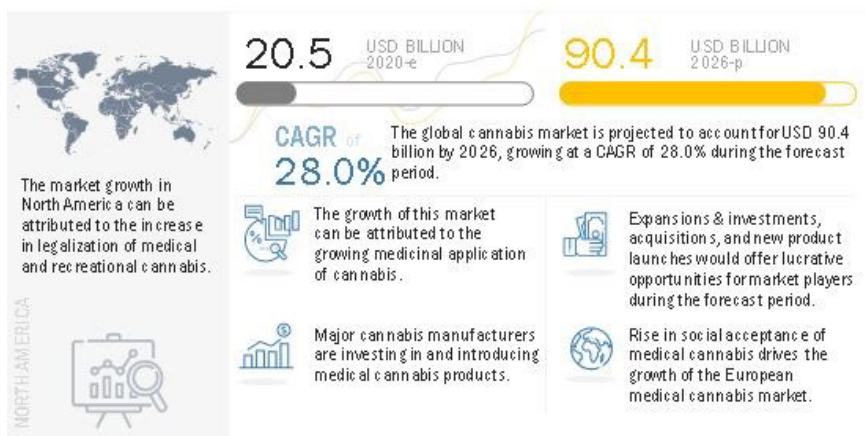 20.5
USD BILLION
2020-e
90.4
USD BILLION
2026-p
CAGR of
28.0%
The global cannabis market is projected to account for USD 90.4
billion by 2026, growing at a CAGR of 28.0% during the forecast
period.
The market growth in
North America can be
attributed to the increase
in legalization of medical
and recreational cannabis.
NORTH AMERICA
The growth of this market
can be attributed to the
growing medicinal application
of cannabis.
Expansions & investments,
acquisitions, and new product
launches would offer lucrative
opportunities for market players
during the forecast period.
Major cannabis manufacturers
are investing in and introducing
medical cannabis products.
Rise in social acceptance of
medical cannabis drives the
growth of the European
medical cannabis market.